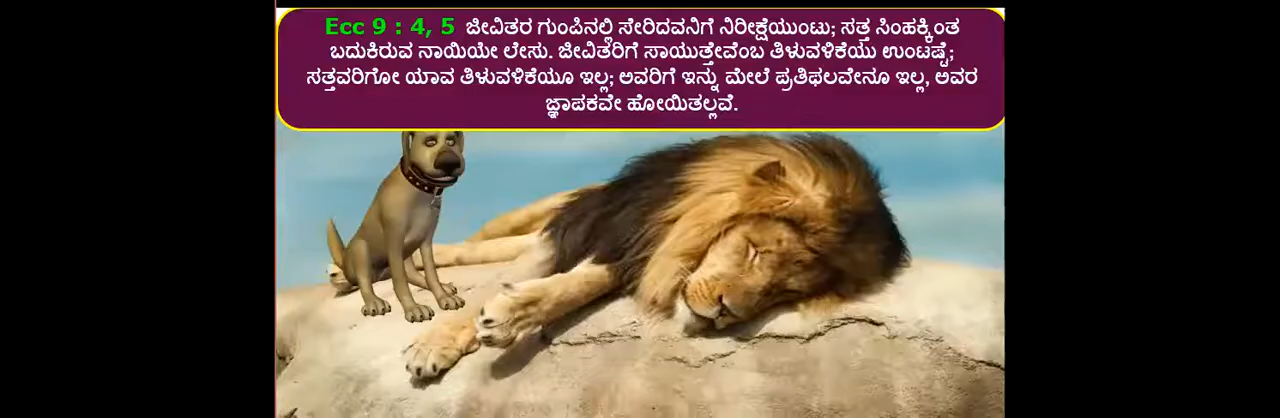 Ecc 9 : 4, 5 ಜೀವಿತರ ಗುಂಪಿನಲ್ಲಿ ಸೇರಿದವನಿಗೆ ನಿರೀಕ್ಷೆಯುಂಟು; ಸತ್ತ ಸಿಂಹಕ್ಕಿಂತ
ಬದುಕಿರುವ ನಾಯಿಯೇ ಲೇಸು. ಜೀವಿತರಿಗೆ ಸಾಯುತ್ತೇವೆಂಬ ತಿಳುವಳಿಕೆಯು ಉಂಟಷ್ಟೆ;
ಸತ್ತವರಿಗೋ ಯಾವ ತಿಳುವಳಿಕೆಯೂ ಇಲ್ಲ; ಅವರಿಗೆ ಇನ್ನು ಮೇಲೆ ಪ್ರತಿಫಲವೇನೂ ಇಲ್ಲ, ಅವರ
ಜ್ಞಾಪಕವೇ ಹೋಯಿತಲ್ಲವೆ.